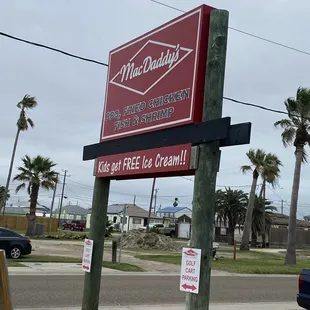 MacDaddy's
BBQ, FRIED CHICKEN
FISH & SHRIMP
Kids get FREE Ice Cream!!
GOLF
CART
PARKING